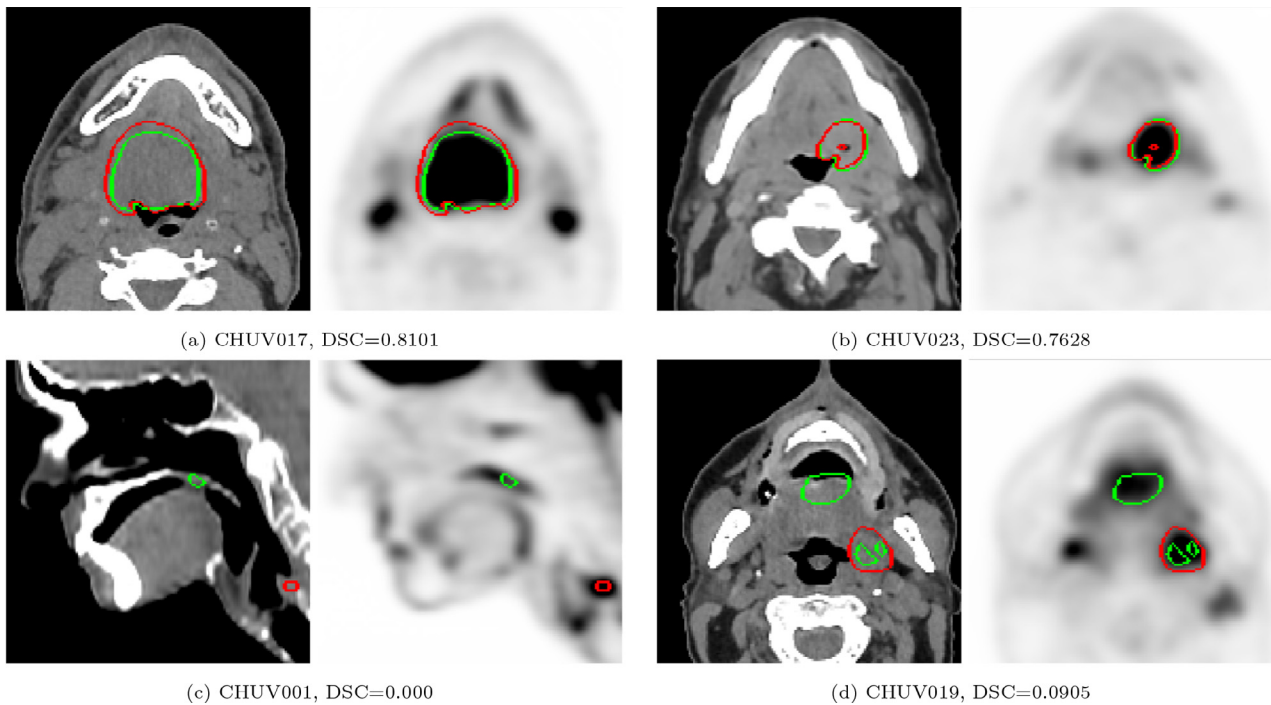 (a) CHUV017, DSC=0.8101
(b) CHUV023, DSC=0.7628
(c) CHUV001, DSC=0.000
(d) CHUV019, DSC=0.0905